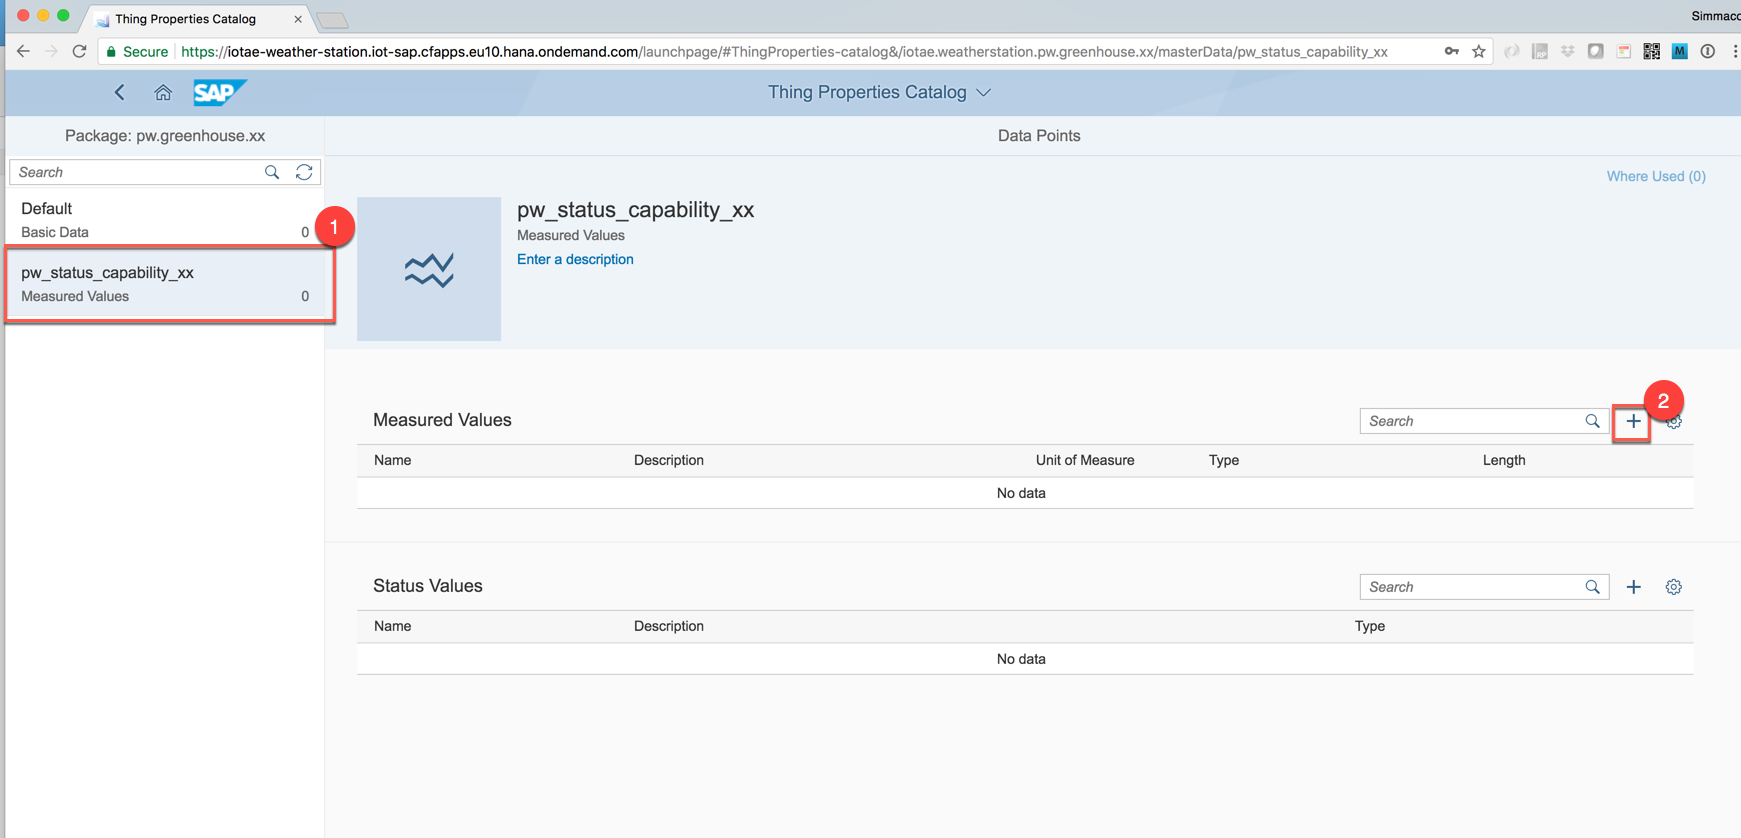 Thing Properties Catalog
Simmaco
Secure https://iotae-weather-station.iot-sap.cfapps.eu10.hana.ondemand.com/launchpage/#ThingProperties-catalog&/iotae.weatherstation.pw.greenhouse.xx/masterData/pw_status_capability_xx
M
SAP
Thing Properties Catalog
Package: pw.greenhouse.xx
Data Points
Search
Where Used (0)
Default
Basic Data 0
1
pw_status_capability_xx
Measured Values 0
pw_status_capability_xx
Measured Values
Enter a description
2
Measured Values
Search
Name Description Unit of Measure Type Length
No data
Status Values
Search
Name Description Type
No data